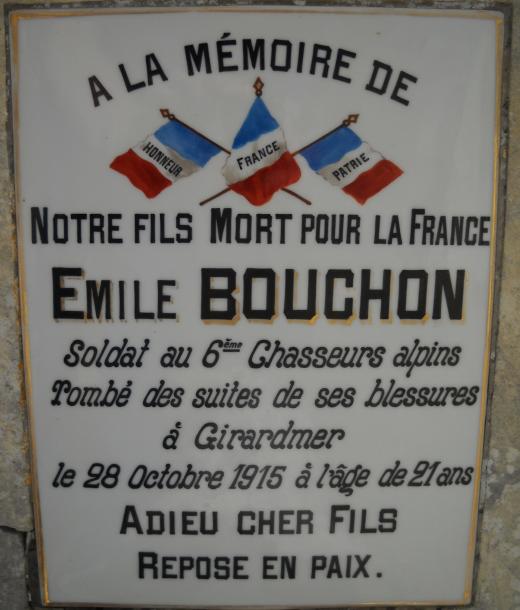 A LA MÉMOIRE DE
HONNEUR
FRANCE
PATRIE
NOTRE FILS MORT POUR LA FRANCE
EMILE BOUCHON
Soldat au 6ème Chasseurs alpins
Tombé des suites de ses blessures
à Girardmer
le 28 Octobre 1915 à l'âge de 21 ans
ADIEU CHER FILS
REPOSE EN PAIX.